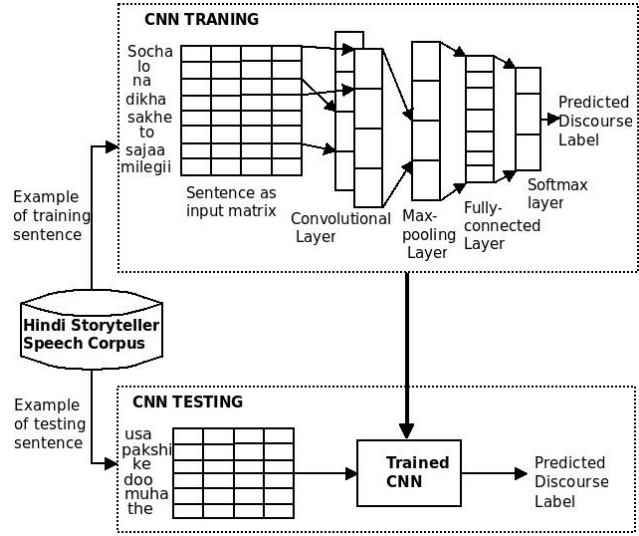 CNN TRANING
Socha
lo
na
dikha
sakhe
to
sajaa
milegii
Sentence as
input matrix
Convolutional
Layer
Max-
pooling
Layer
Fully-
connected
Layer
Softmax
layer
Predicted
Discourse
Label
Example
of training
sentence
Hindi Storyteller
Speech Corpus
Example
of testing
sentence
CNN TESTING
usa
pakshi
ke
doo
muha
the
Trained
CNN
Predicted
Discourse
Label